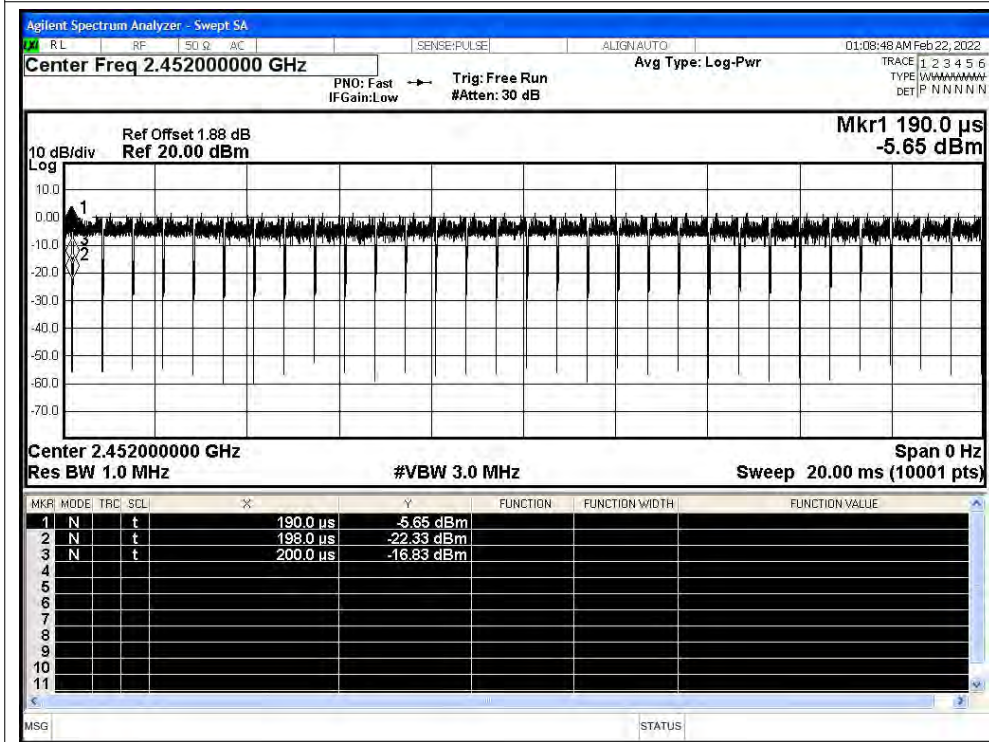 Agilent Spectrum Analyzer - Swept SA
RL RF 50 Ω AC SENSE:PULSE ALIGN AUTO 01:08:48 AM Feb 22, 2022
Center Freq 2.452000000 GHz
PNO: Fast
IFGain:Low
Trig: Free Run
#Atten: 30 dB
Avg Type: Log-Pwr
TRACE 1 2 3 4 5 6
TYPE
DET P N N N N N
Mkr1 190.0 µs
-5.65 dBm
Ref Offset 1.88 dB
10 dB/div Ref 20.00 dBm
Log
10.0
0.00
-10.0
-20.0
-30.0
-40.0
-50.0
-60.0
-70.0
1
3
2
Center 2.452000000 GHz Span 0 Hz
Res BW 1.0 MHz #VBW 3.0 MHz Sweep 20.00 ms (10001 pts)
MKR MODE TRC SCL X Y FUNCTION FUNCTION WIDTH FUNCTION VALUE
1 N t 190.0 µs -5.65 dBm
2 N t 198.0 µs -22.33 dBm
3 N t 200.0 µs -16.83 dBm
4
5
6
7
8
9
10
11
MSG STATUS